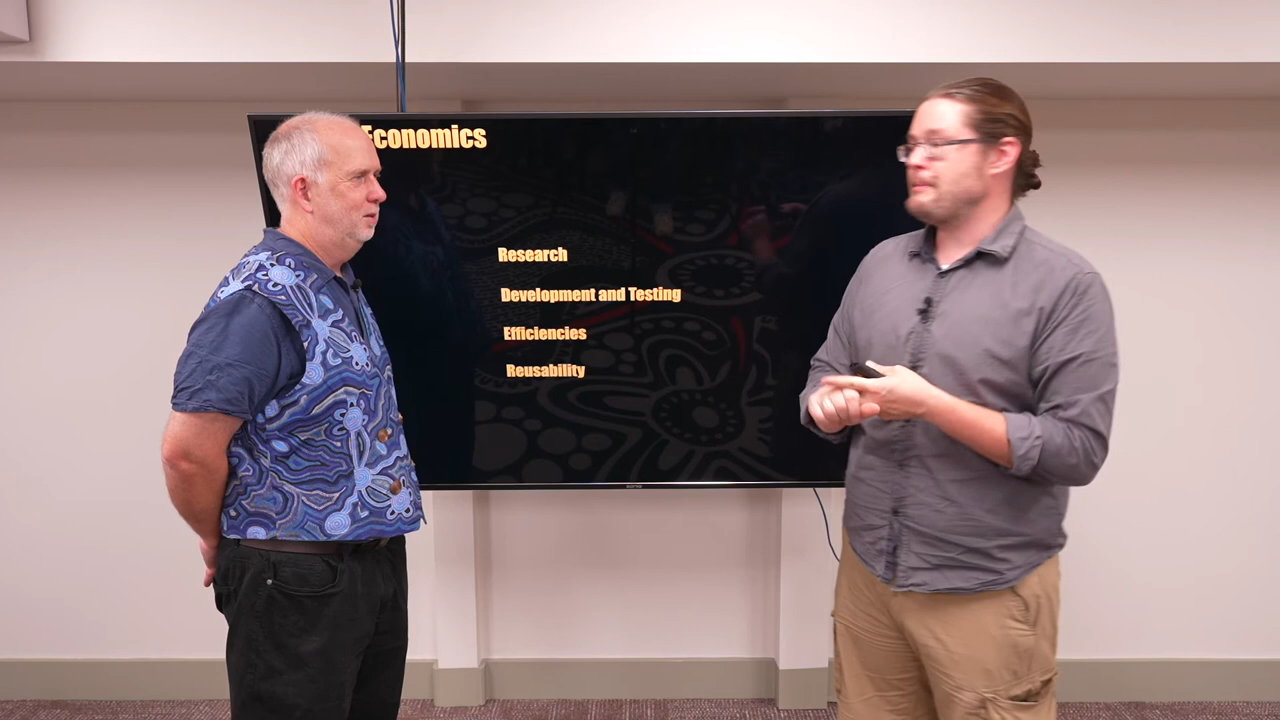 Economics
Research
Development and Testing
Efficiencies
Reusability